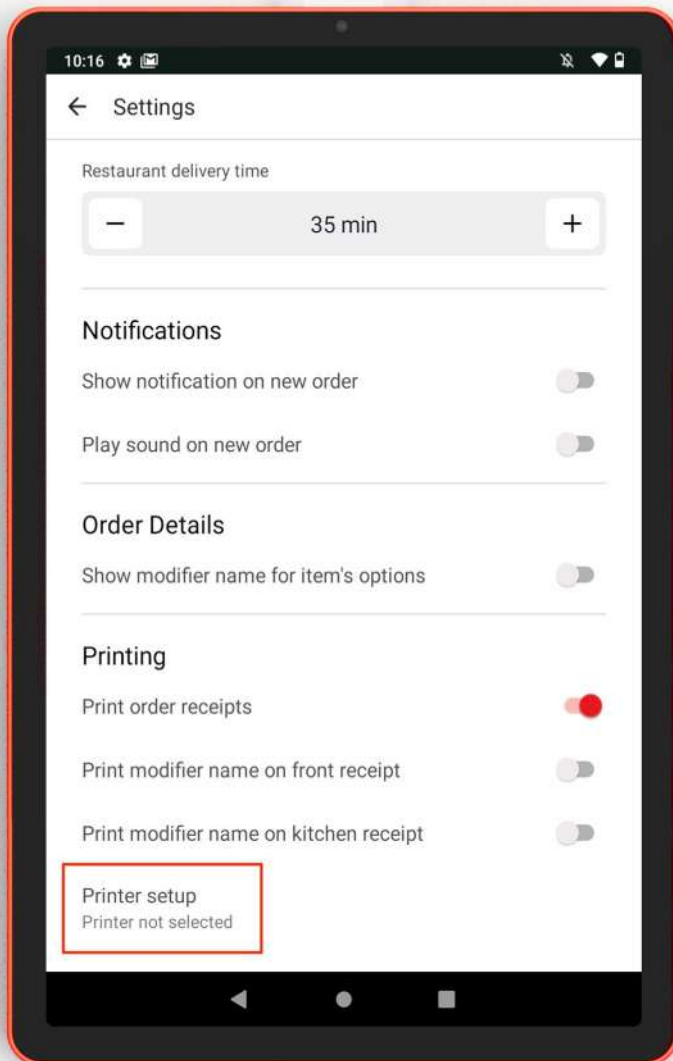 10:16
Settings
Restaurant delivery time
− 35 min +
Notifications
Show notification on new order
Play sound on new order
Order Details
Show modifier name for item's options
Printing
Print order receipts
Print modifier name on front receipt
Print modifier name on kitchen receipt
Printer setup
Printer not selected